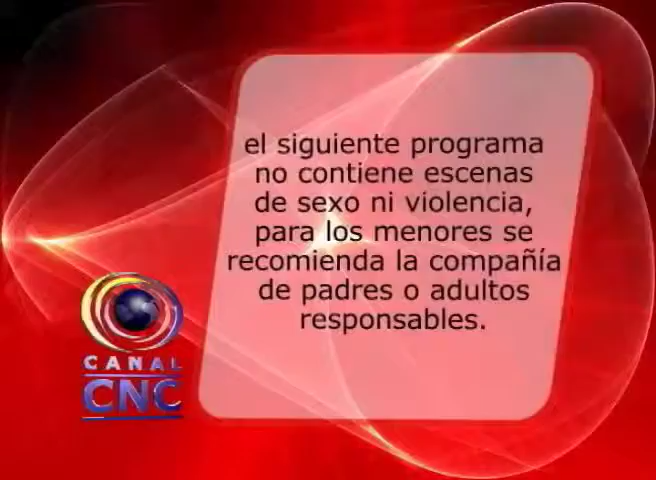 el siguiente programa
no contiene escenas
de sexo ni violencia,
para los menores se
recomienda la compañía
de padres o adultos
responsables.
CANAL
CNC